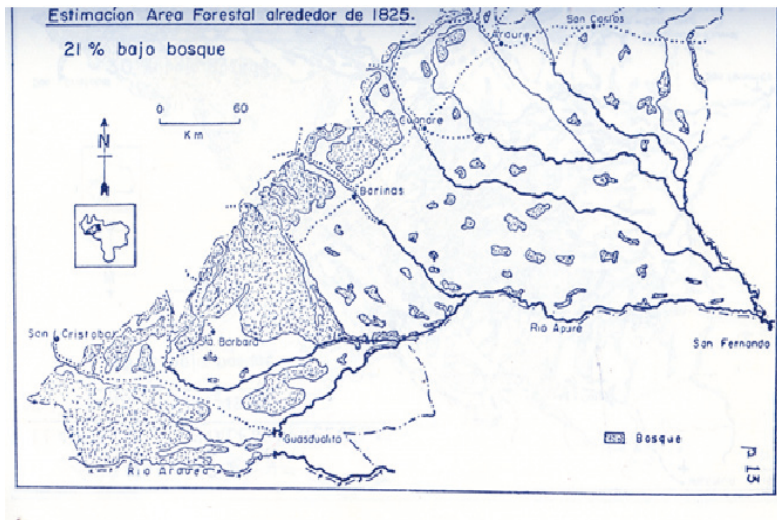 Estimacion Area Forestal alrededor de 1825.
21 % bajo bosque
0 60
Km
N
San Carlos
Araure
Guanare
Barinas
San Cristobal
Sta Barbara
Rio Apure
San Fernando
Guasdualito
Bosque
Rio Arauca
p. 13